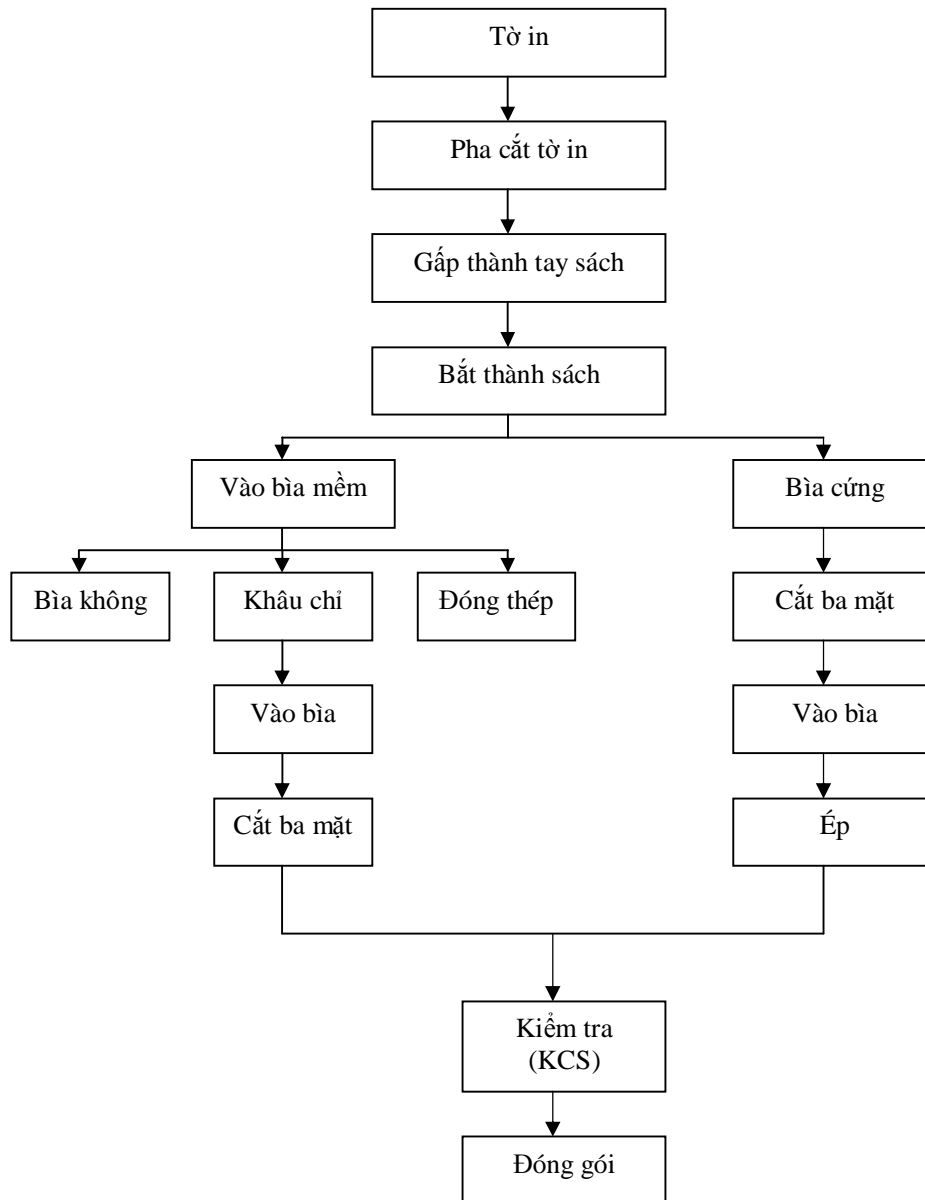 Tờ in
Pha cắt tờ in
Gấp thành tay sách
Bắt thành sách
Vào bìa mềm
Bìa cứng
Bìa không
Khâu chỉ
Đóng thép
Cắt ba mặt
Vào bìa
Vào bìa
Cắt ba mặt
Ép
Kiểm tra
(KCS)
Đóng gói